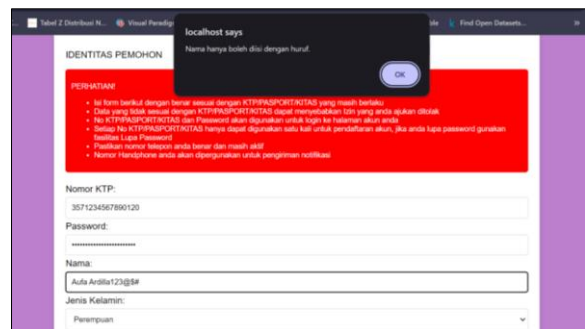 Tabel Z Distribusi N...
Visual Paradig
Find Open Datasets...
localhost says
Nama hanya boleh diisi dengan huruf.
OK
IDENTITAS PEMOHON
PERHATIAN!
Isi form berikut dengan benar sesuai dengan KTP/PASPORT/KITAS yang masih berlaku
Data yang tidak sesuai dengan KTP/PASPORT/KITAS dapat menyebabkan Izin yang anda ajukan ditolak
No KTP/PASPORT/KITAS dan Password akan digunakan untuk login ke halaman akun anda
Setiap No KTP/PASPORT/KITAS hanya dapat digunakan satu kali untuk pendaftaran akun, jika anda lupa password gunakan
fasilitas Lupa Password
Pastikan nomor telepon anda benar dan masih aktif
Nomor Handphone anda akan dipergunakan untuk pengiriman notifikasi
Nomor KTP:
3571234567890120
Password:
Nama:
Aufa Ardilla123@$#
Jenis Kelamin:
Perempuan